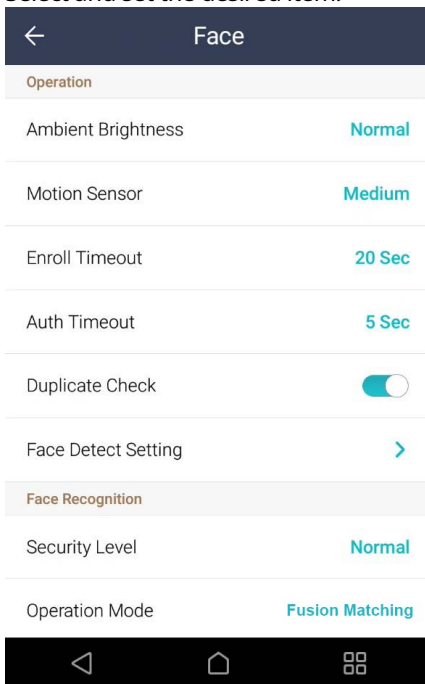 Select and set the desired item.
Face
Operation
Ambient Brightness Normal
Motion Sensor Medium
Enroll Timeout 20 Sec
Auth Timeout 5 Sec
Duplicate Check
Face Detect Setting
Face Recognition
Security Level Normal
Operation Mode Fusion Matching